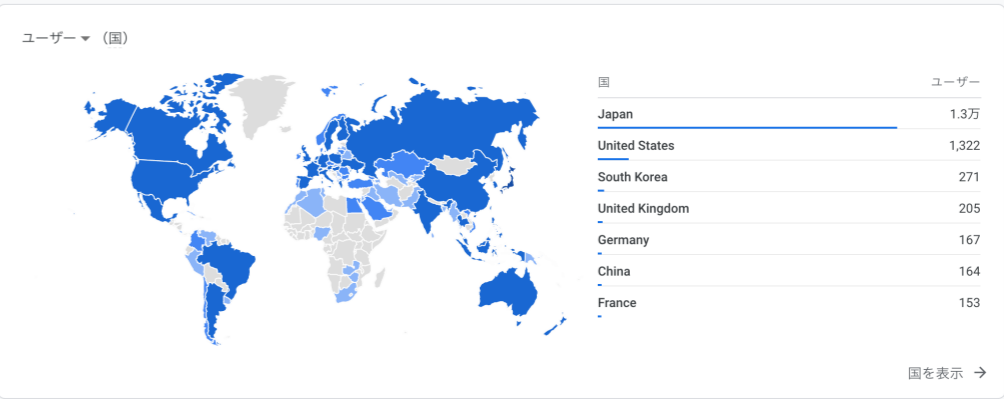 ユーザー （国）
国 ユーザー
Japan 1.3万
United States 1,322
South Korea 271
United Kingdom 205
Germany 167
China 164
France 153
国を表示